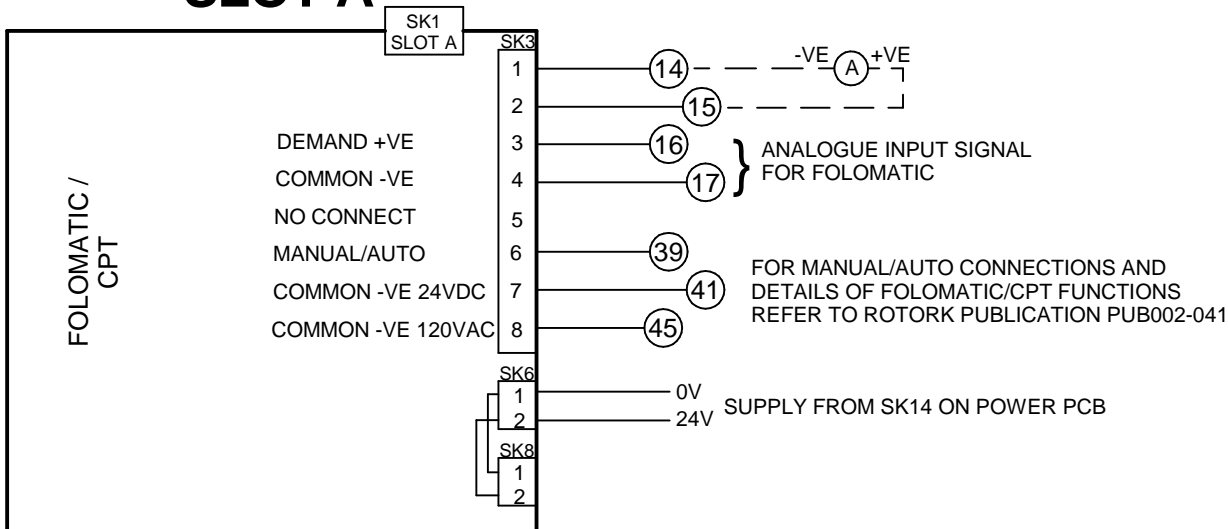 SK1
SLOT A
SK3
1
14
-VE
A
+VE
2
15
DEMAND +VE
3
16
ANALOGUE INPUT SIGNAL
FOR FOLOMATIC
COMMON -VE
4
17
NO CONNECT
5
MANUAL/AUTO
6
39
COMMON -VE 24VDC
7
41
FOR MANUAL/AUTO CONNECTIONS AND
DETAILS OF FOLOMATIC/CPT FUNCTIONS
REFER TO ROTORK PUBLICATION PUB002-041
COMMON -VE 120VAC
8
45
FOLOMATIC /
CPT
SK6
1
0V
2
24V
SUPPLY FROM SK14 ON POWER PCB
SK8
1
2